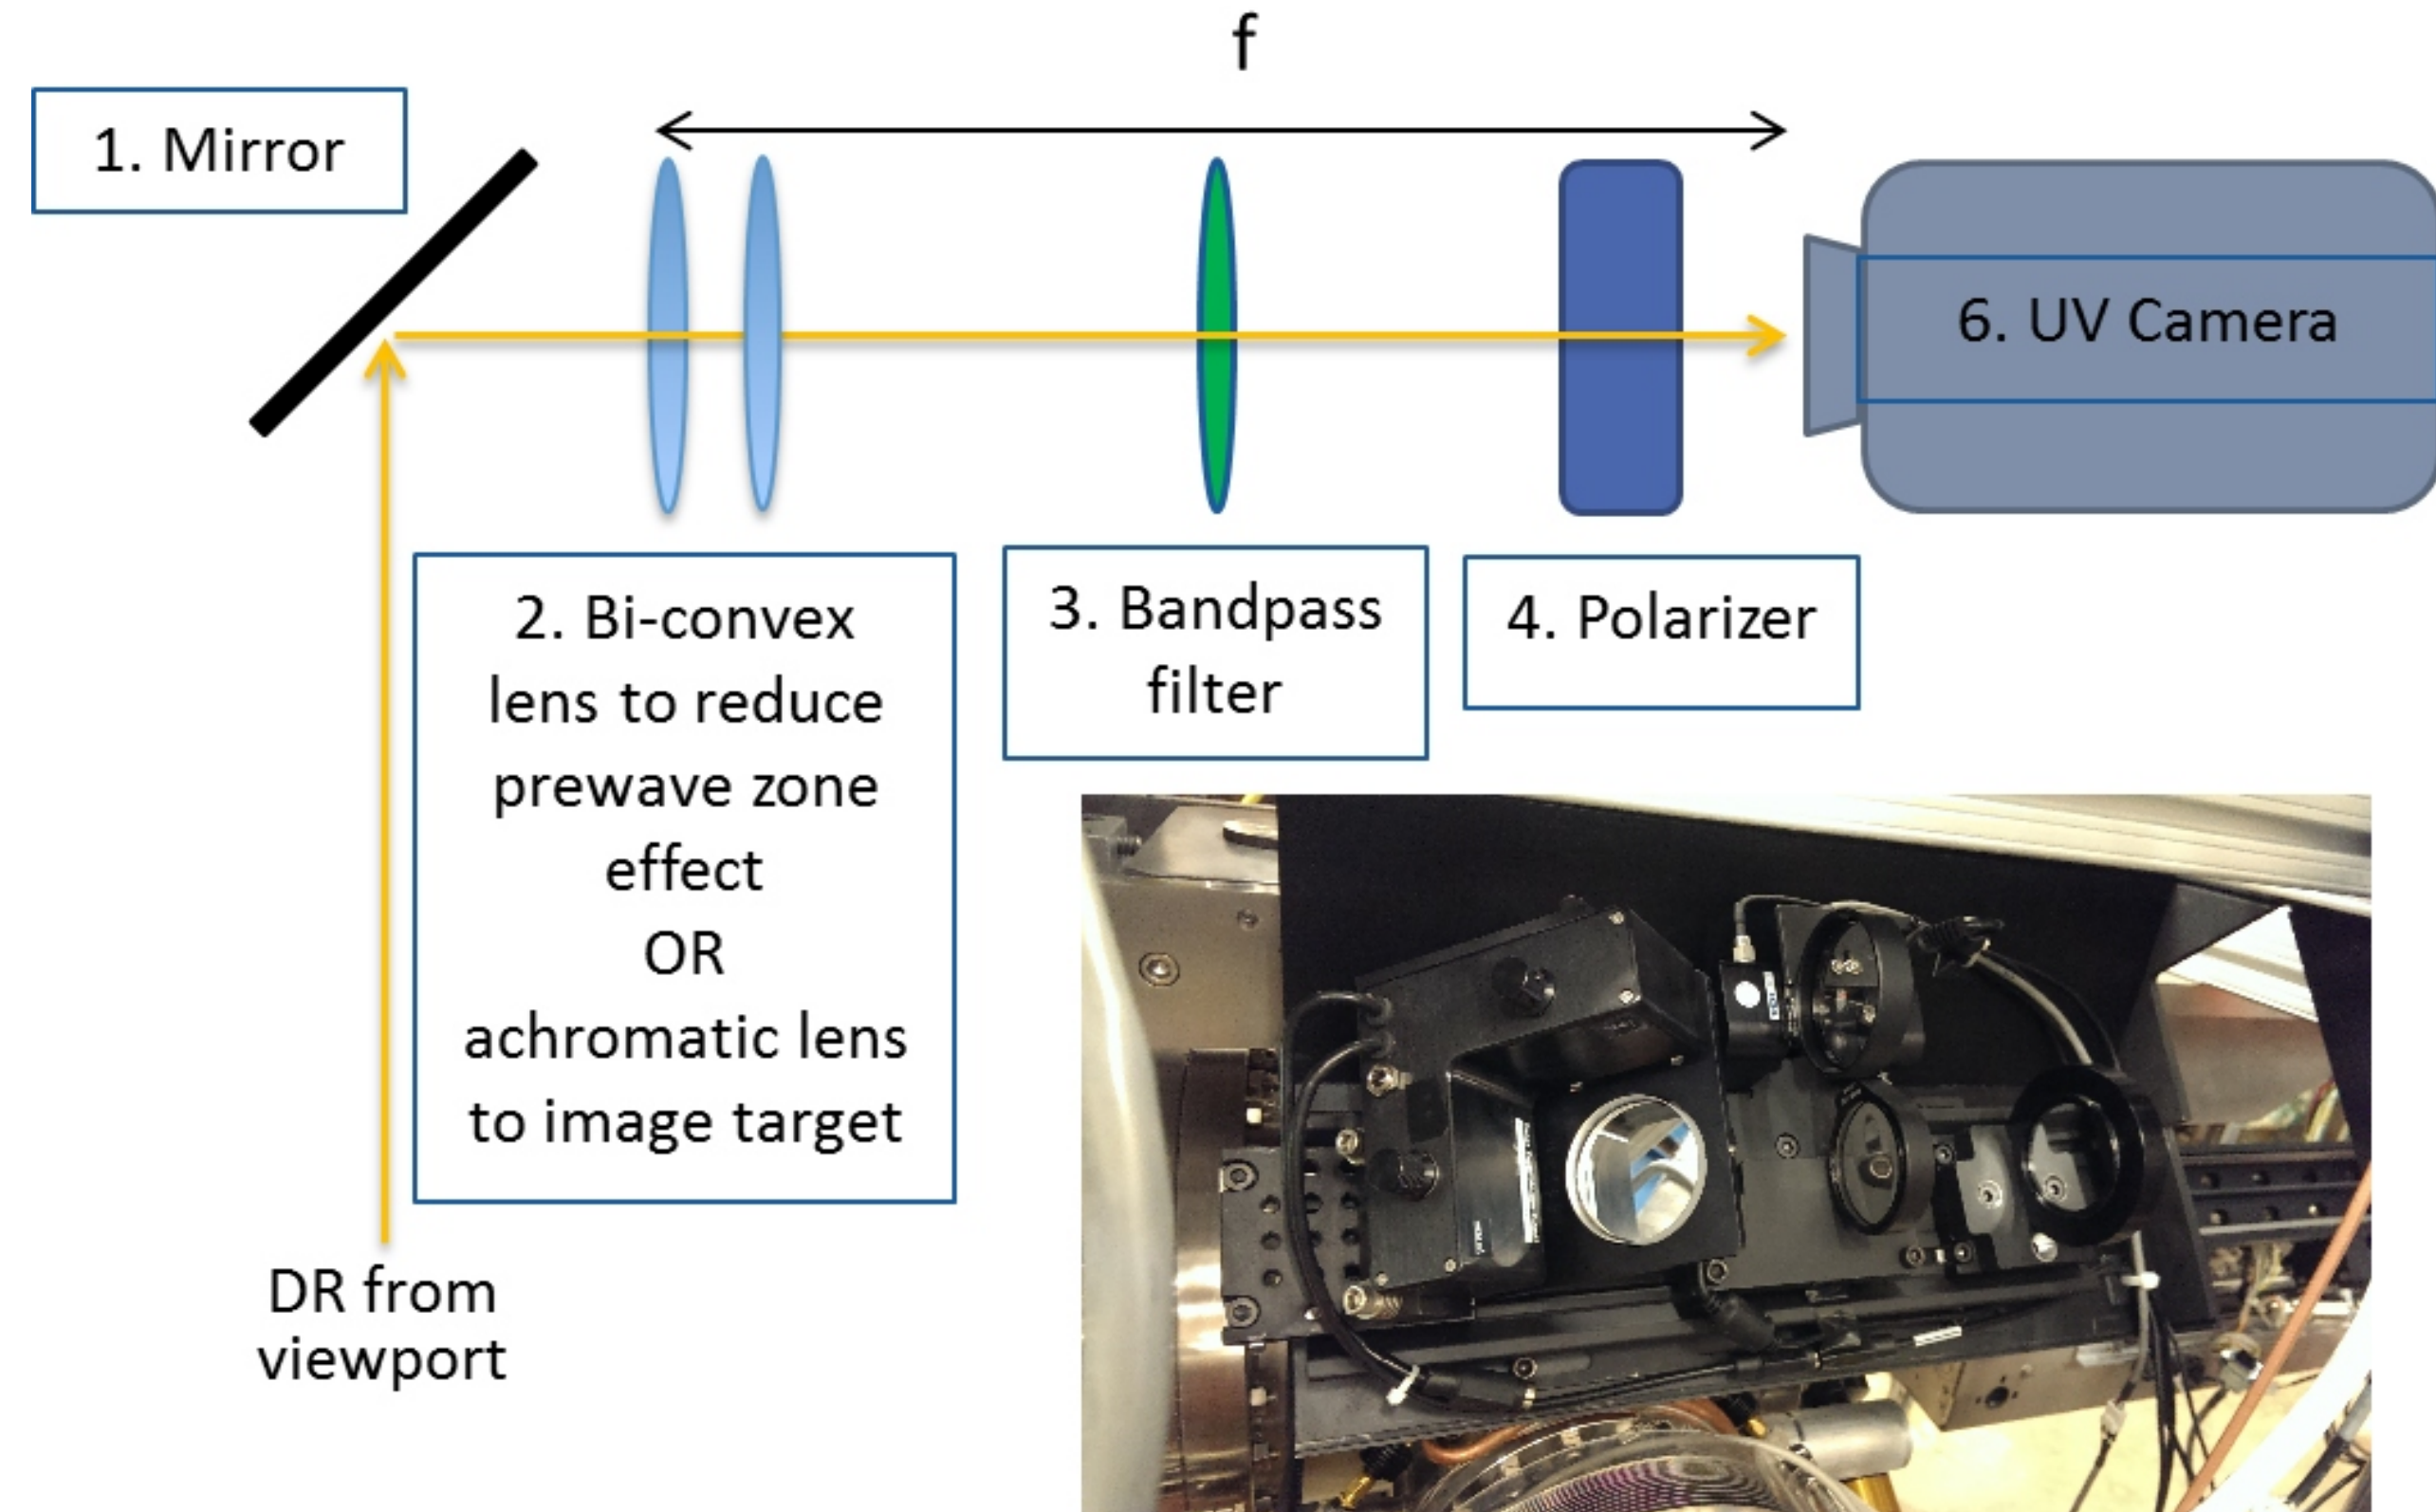 f
1. Mirror
6. UV Camera
2. Bi-convex
lens to reduce
prewave zone
effect
OR
achromatic lens
to image target
3. Bandpass
filter
4. Polarizer
DR from
viewport